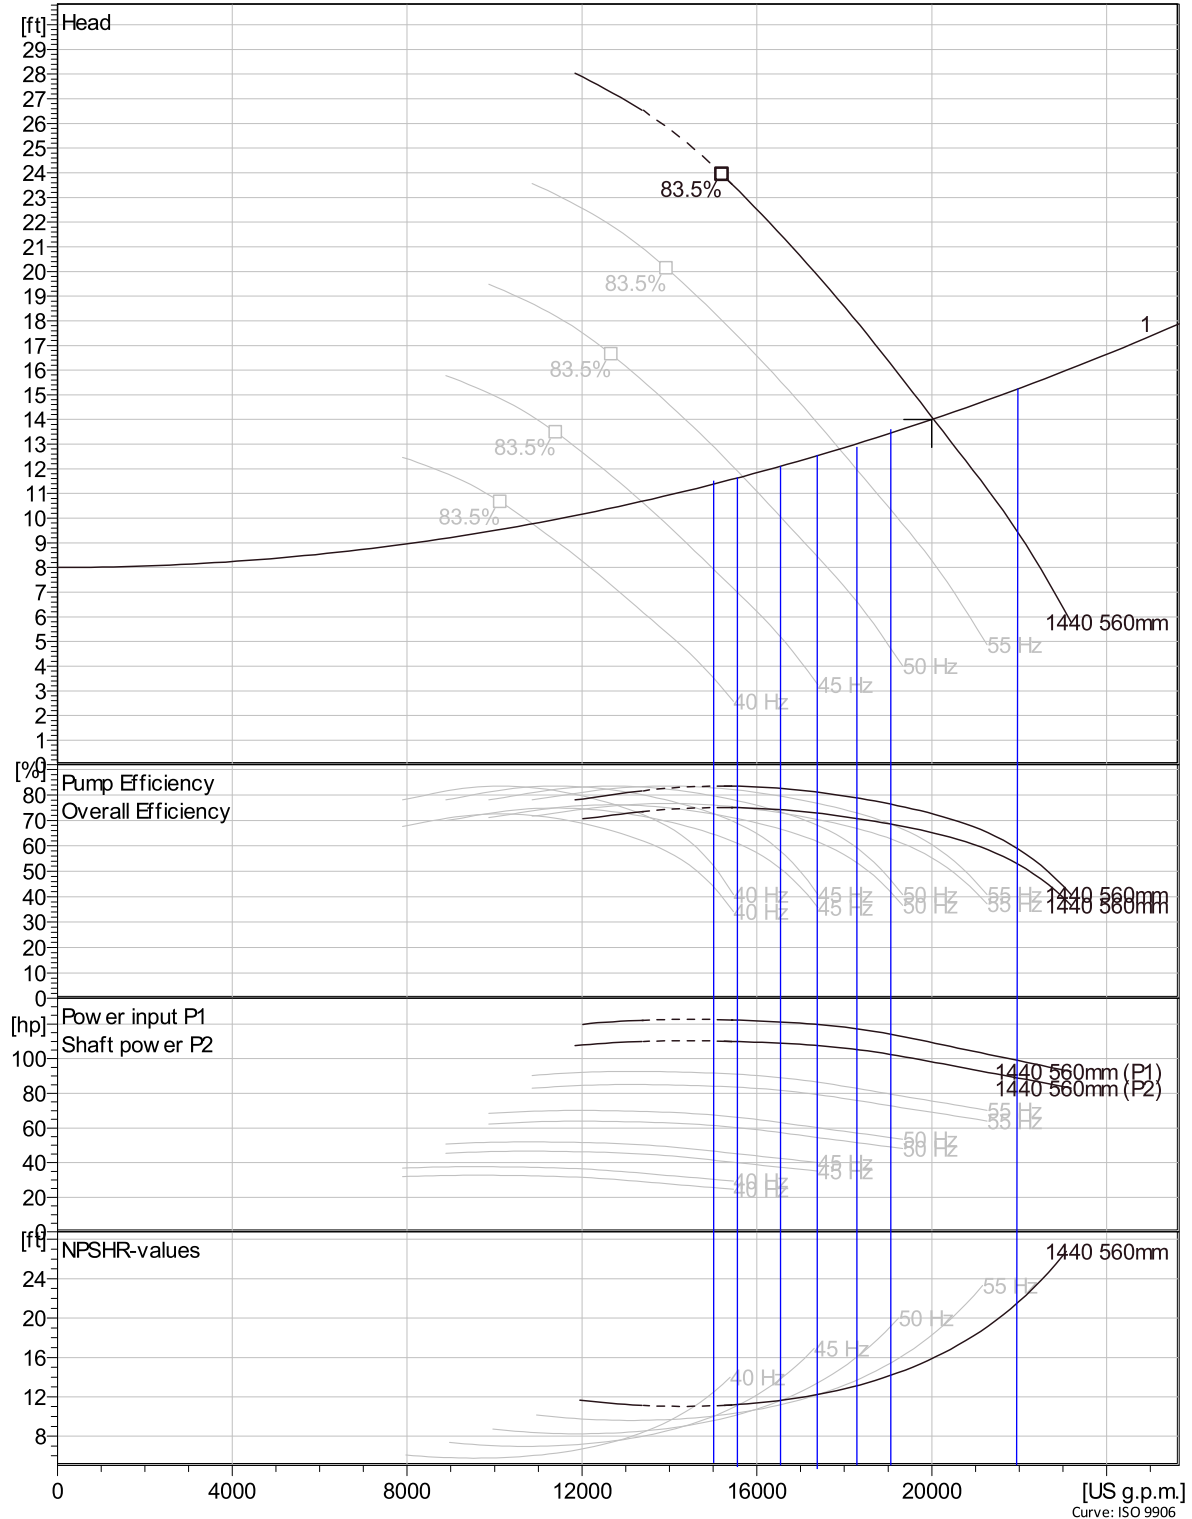 [ft]
Head
29
28
27
26
25
24
83.5%
23
22
21
20
83.5%
19
18
1
17
83.5%
16
15
14
13
83.5%
12
11
83.5%
10
9
8
7
6
1440 560mm
5
55 Hz
4
50 Hz
3
45 Hz
2
40 Hz
1
0
[%]
Pump Efficiency
80
Overall Efficiency
70
60
50
40
40 Hz
45 Hz
50 Hz
55 Hz
1440 560mm
40 Hz
45 Hz
50 Hz
55 Hz
1440 560mm
30
20
10
0
[hp]
Power input P1
Shaft power P2
100
1440 560mm (P1)
80
1440 560mm (P2)
55 Hz
55 Hz
60
50 Hz
50 Hz
40
45 Hz
45 Hz
40 Hz
20
40 Hz
0
[ft]
NPSHR-values
1440 560mm
24
55 Hz
20
50 Hz
16
45 Hz
12
40 Hz
8
0 4000 8000 12000 16000 20000 [US g.p.m.]
Curve: ISO 9906